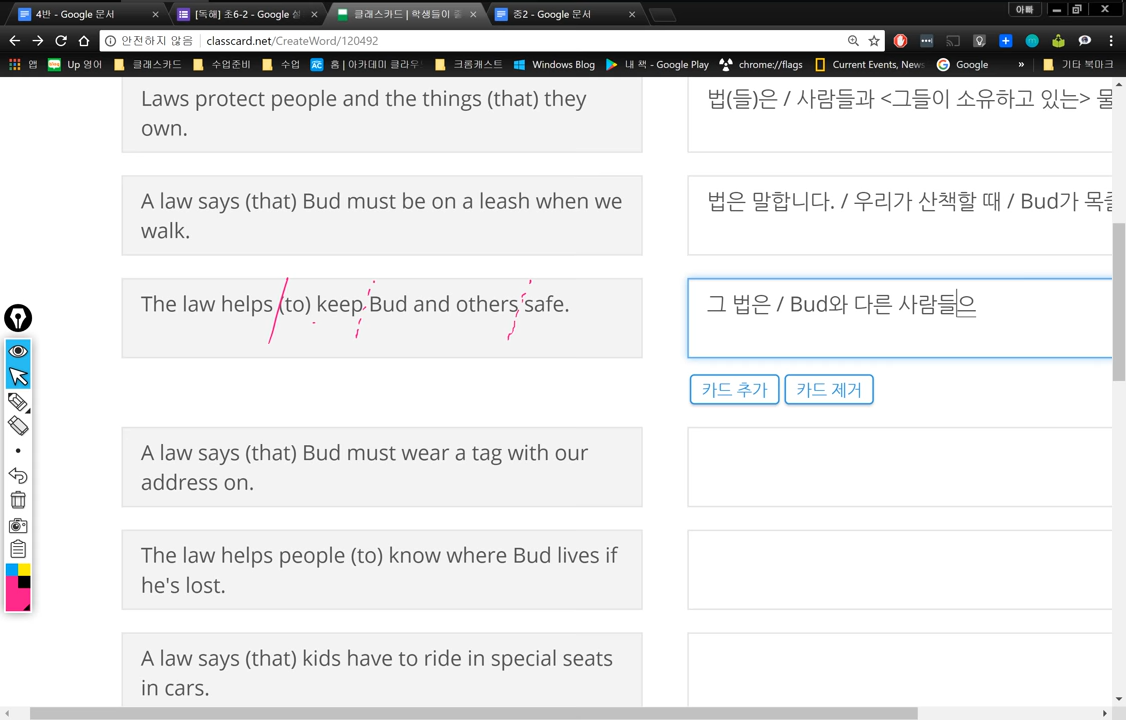 4반 - Google 문서
[독해] 초6-2 - Google 설
클래스카드 | 학생들이 좋
중2 - Google 문서
아빠
안전하지 않음
classcard.net/CreateWord/120492
앱
Up 영어
클래스카드
수업준비
수업
홈 | 아카데미 클라우
크롬캐스트
Windows Blog
내 책 - Google Play
chrome://flags
Current Events, News
Google
»
기타 북마크
Laws protect people and the things (that) they
own.
법(들)은 / 사람들과 <그들이 소유하고 있는> 물
A law says (that) Bud must be on a leash when we
walk.
법은 말합니다. / 우리가 산책할 때 / Bud가 목줄
The law helps (to) keep Bud and others safe.
그 법은 / Bud와 다른 사람들으
카드 추가
카드 제거
A law says (that) Bud must wear a tag with our
address on.
The law helps people (to) know where Bud lives if
he's lost.
A law says (that) kids have to ride in special seats
in cars.